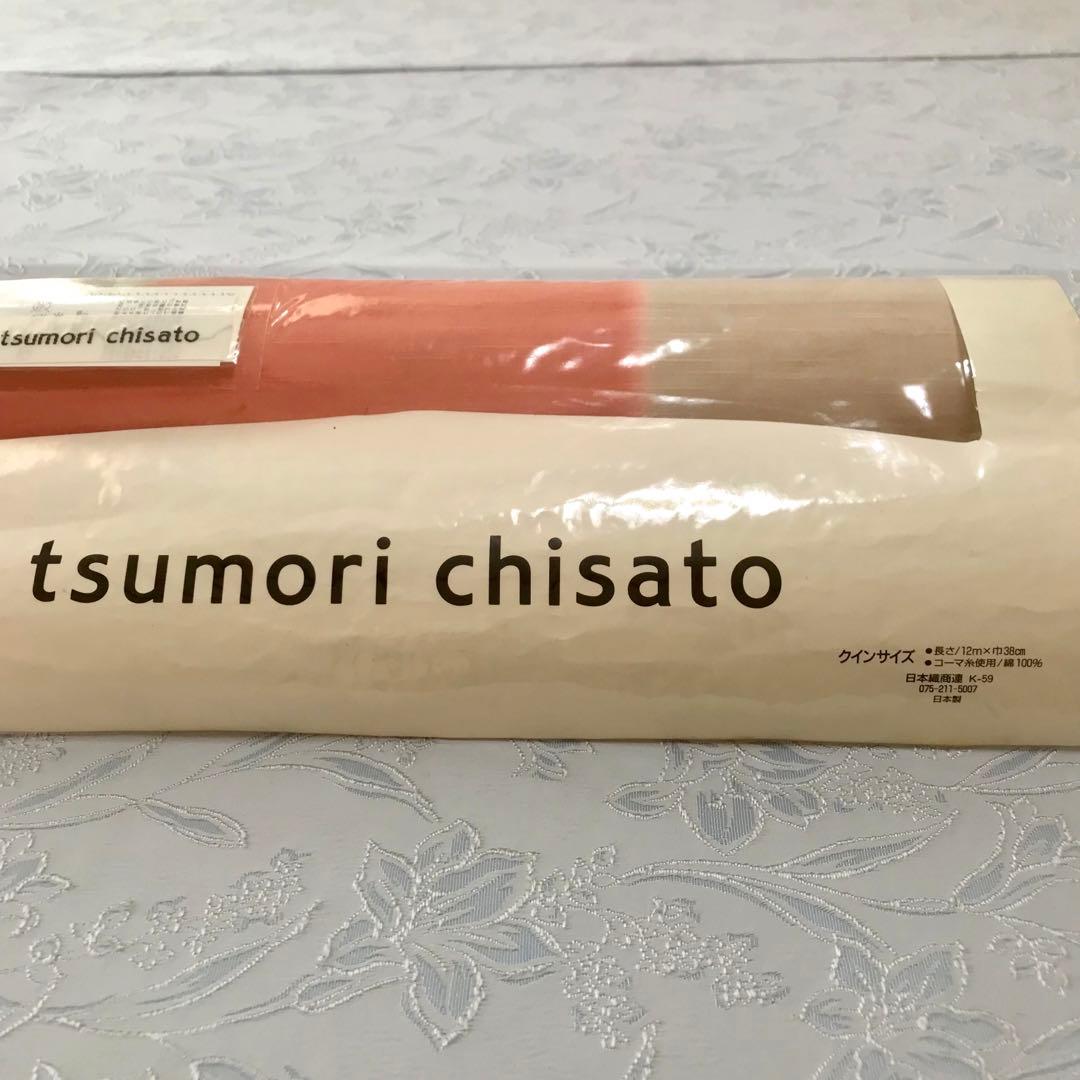 tsumori chisato
tsumori chisato
クインサイズ
●長さ/12m×巾38㎝
●コーマ糸使用/綿100%
日本織商連 K-59
075-211-5007
日本製